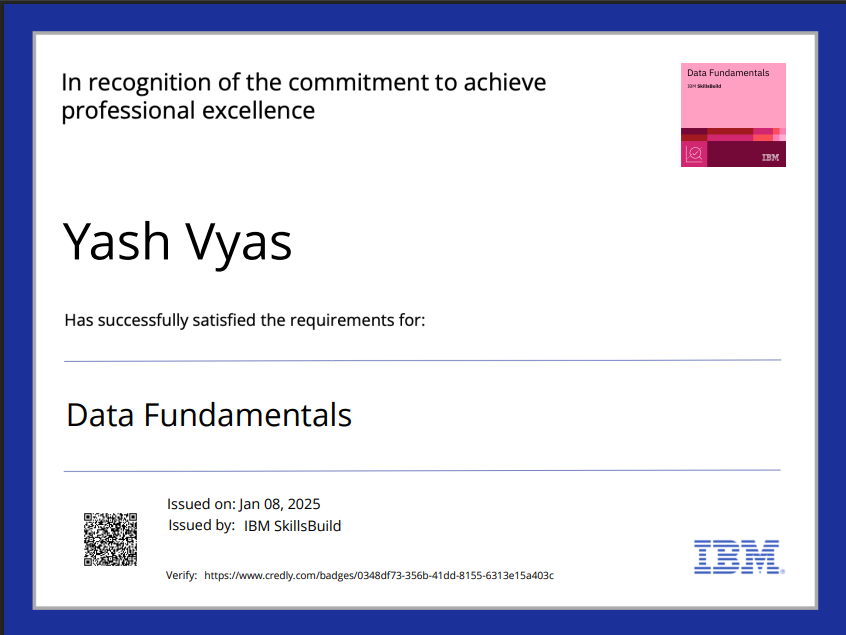 In recognition of the commitment to achieve
professional excellence
Data Fundamentals
IBM SkillsBuild
IBM
Yash Vyas
Has successfully satisfied the requirements for:
Data Fundamentals
Issued on: Jan 08, 2025
Issued by: IBM SkillsBuild
Verify: https://www.credly.com/badges/0348df73-356b-41dd-8155-6313e15a403c
IBM®